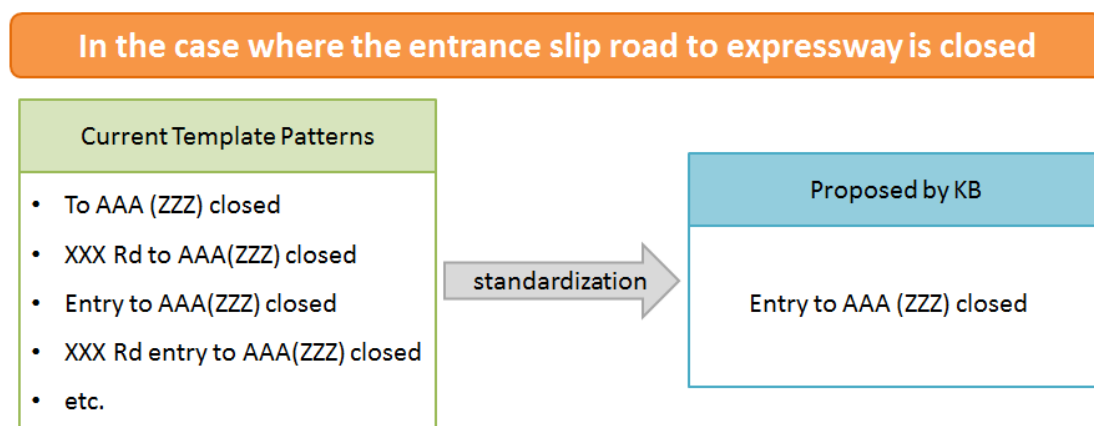 In the case where the entrance slip road to expressway is closed
Current Template Patterns
• To AAA (ZZZ) closed
• XXX Rd to AAA(ZZZ) closed
• Entry to AAA(ZZZ) closed
• XXX Rd entry to AAA(ZZZ) closed
• etc.
standardization
Proposed by KB
Entry to AAA (ZZZ) closed